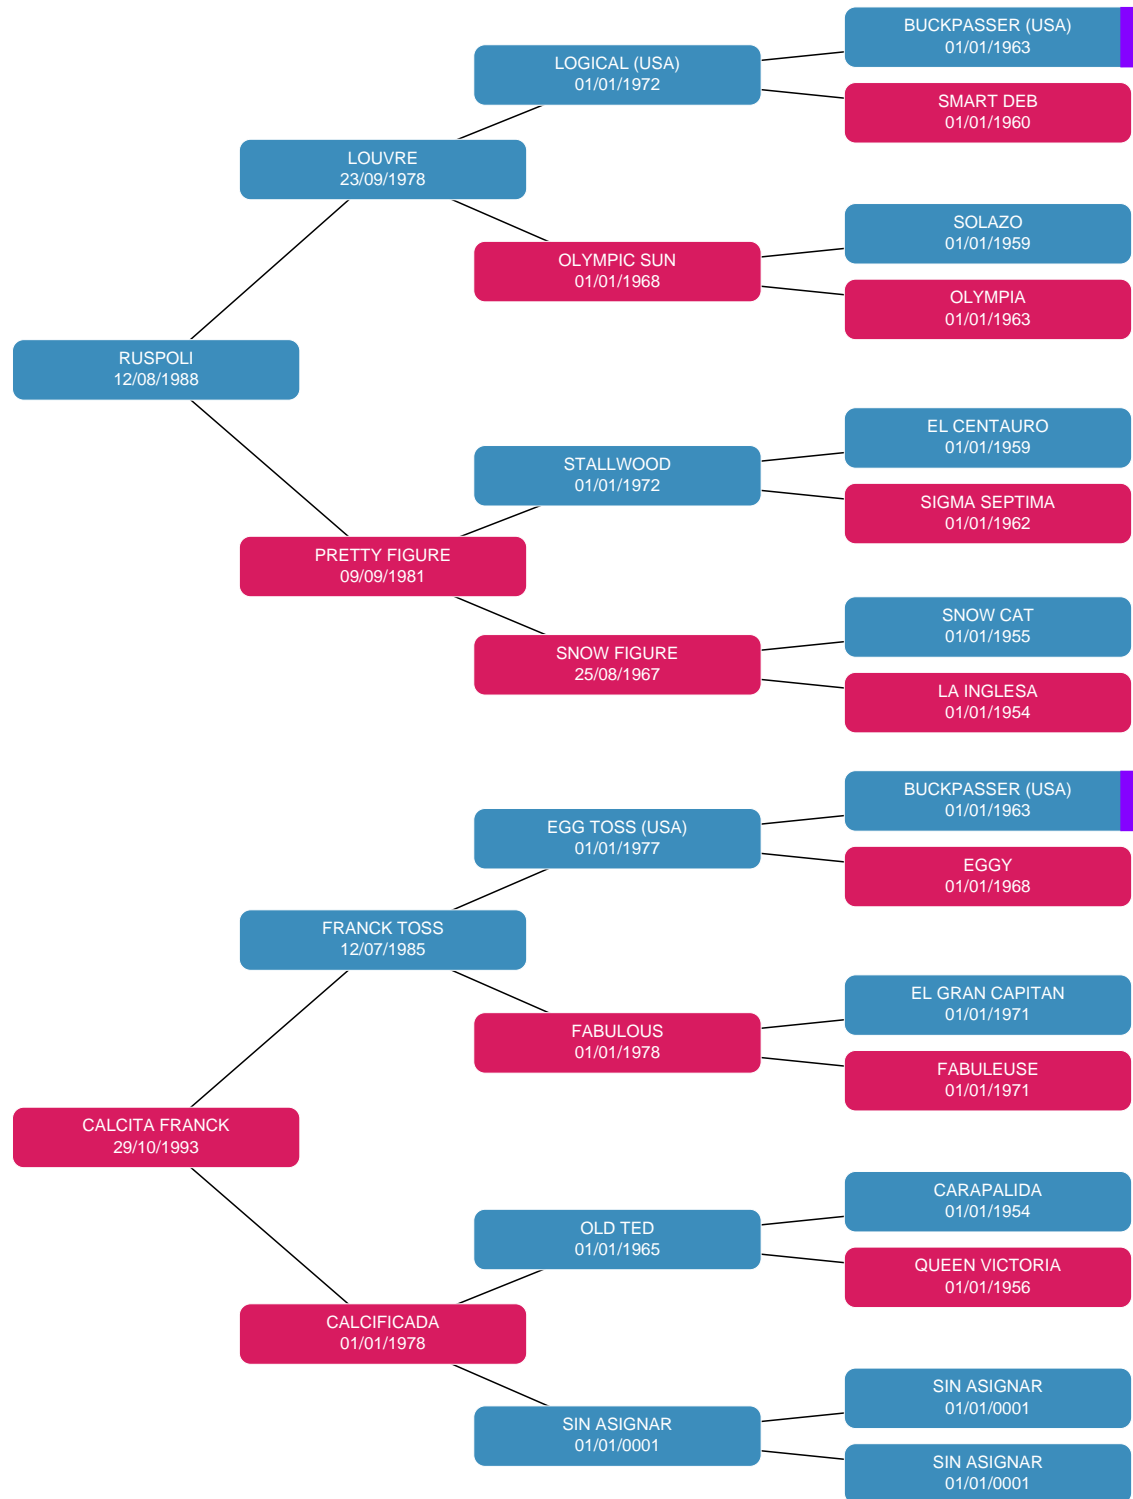 BUCKPASSER (USA)
01/01/1963
LOGICAL (USA)
01/01/1972
SMART DEB
01/01/1960
LOUVRE
23/09/1978
SOLAZO
01/01/1959
OLYMPIC SUN
01/01/1968
OLYMPIA
01/01/1963
RUSPOLI
12/08/1988
EL CENTAURO
01/01/1959
STALLWOOD
01/01/1972
SIGMA SEPTIMA
01/01/1962
PRETTY FIGURE
09/09/1981
SNOW CAT
01/01/1955
SNOW FIGURE
25/08/1967
LA INGLESA
01/01/1954
BUCKPASSER (USA)
01/01/1963
EGG TOSS (USA)
01/01/1977
EGGY
01/01/1968
FRANCK TOSS
12/07/1985
EL GRAN CAPITAN
01/01/1971
FABULOUS
01/01/1978
FABULEUSE
01/01/1971
CALCITA FRANCK
29/10/1993
CARAPALIDA
01/01/1954
OLD TED
01/01/1965
QUEEN VICTORIA
01/01/1956
CALCIFICADA
01/01/1978
SIN ASIGNAR
01/01/0001
SIN ASIGNAR
01/01/0001
SIN ASIGNAR
01/01/0001